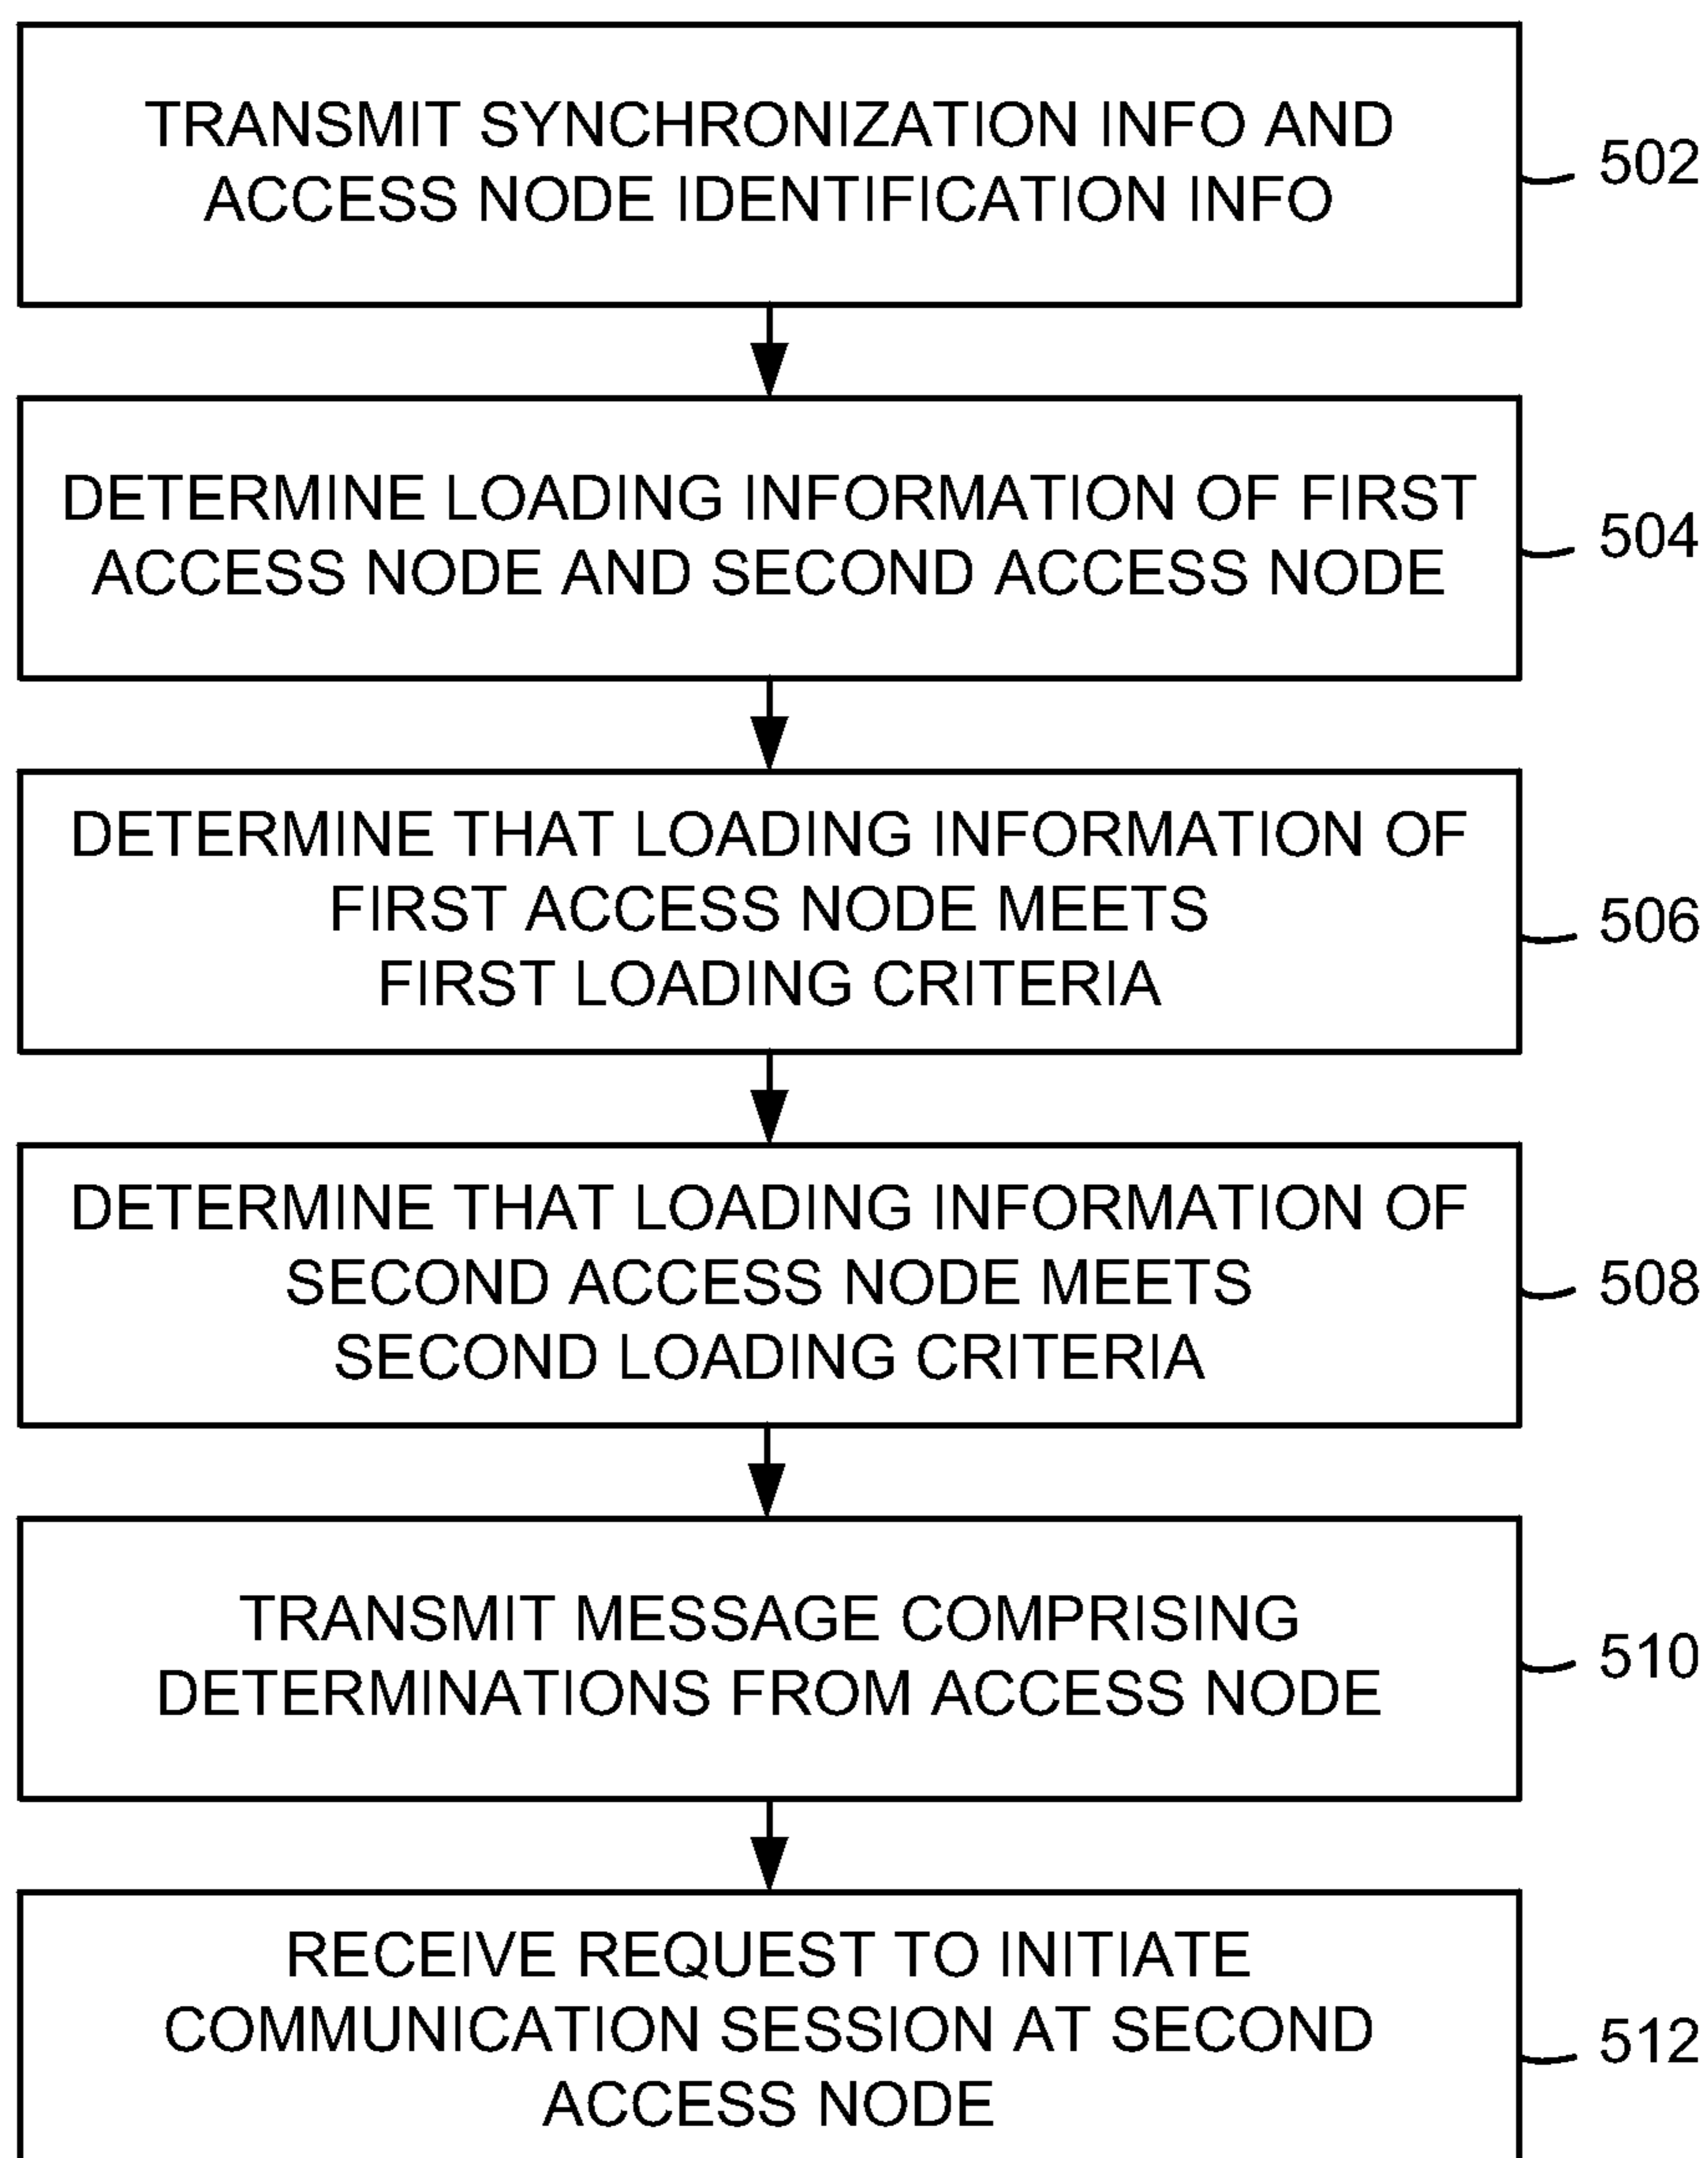 TRANSMIT SYNCHRONIZATION INFO AND
ACCESS NODE IDENTIFICATION INFO
502
DETERMINE LOADING INFORMATION OF FIRST
ACCESS NODE AND SECOND ACCESS NODE
504
DETERMINE THAT LOADING INFORMATION OF
FIRST ACCESS NODE MEETS
FIRST LOADING CRITERIA
506
DETERMINE THAT LOADING INFORMATION OF
SECOND ACCESS NODE MEETS
SECOND LOADING CRITERIA
508
TRANSMIT MESSAGE COMPRISING
DETERMINATIONS FROM ACCESS NODE
510
RECEIVE REQUEST TO INITIATE
COMMUNICATION SESSION AT SECOND
ACCESS NODE
512